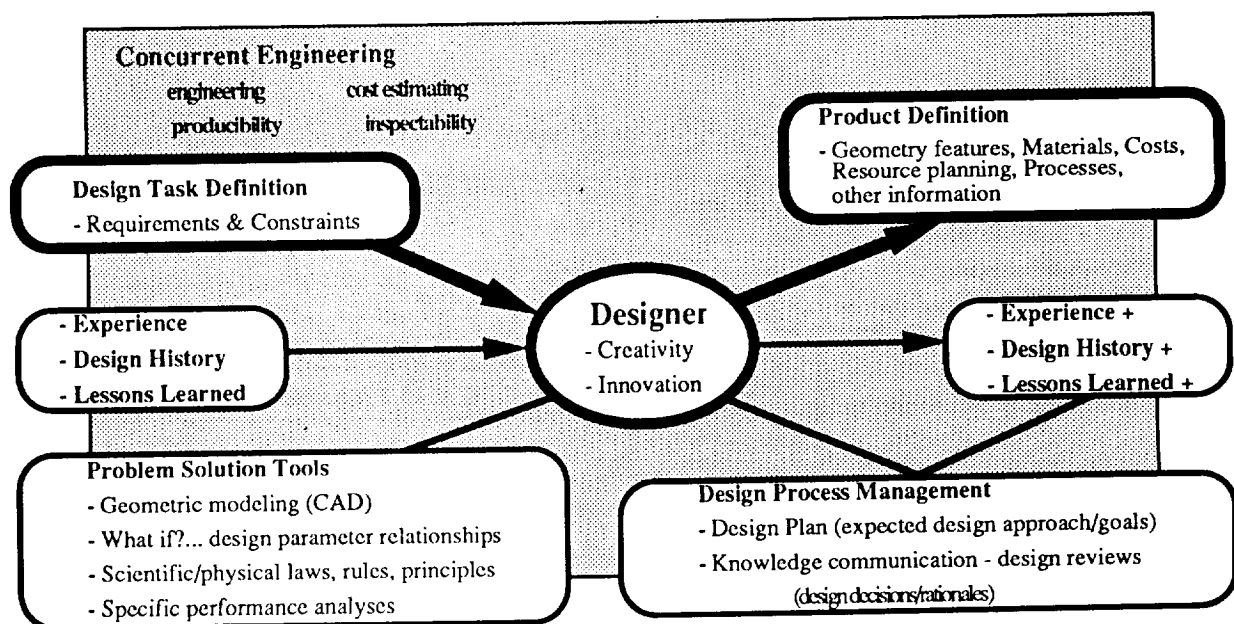 Concurrent Engineering
engineering cost estimating
producibility inspectability
Product Definition
- Geometry features, Materials, Costs,
Resource planning, Processes,
other information
Design Task Definition
- Requirements & Constraints
Designer
- Creativity
- Innovation
- Experience
- Design History
- Lessons Learned
- Experience +
- Design History +
- Lessons Learned +
Problem Solution Tools
- Geometric modeling (CAD)
- What if?... design parameter relationships
- Scientific/physical laws, rules, principles
- Specific performance analyses
Design Process Management
- Design Plan (expected design approach/goals)
- Knowledge communication - design reviews
(design decisions/rationales)